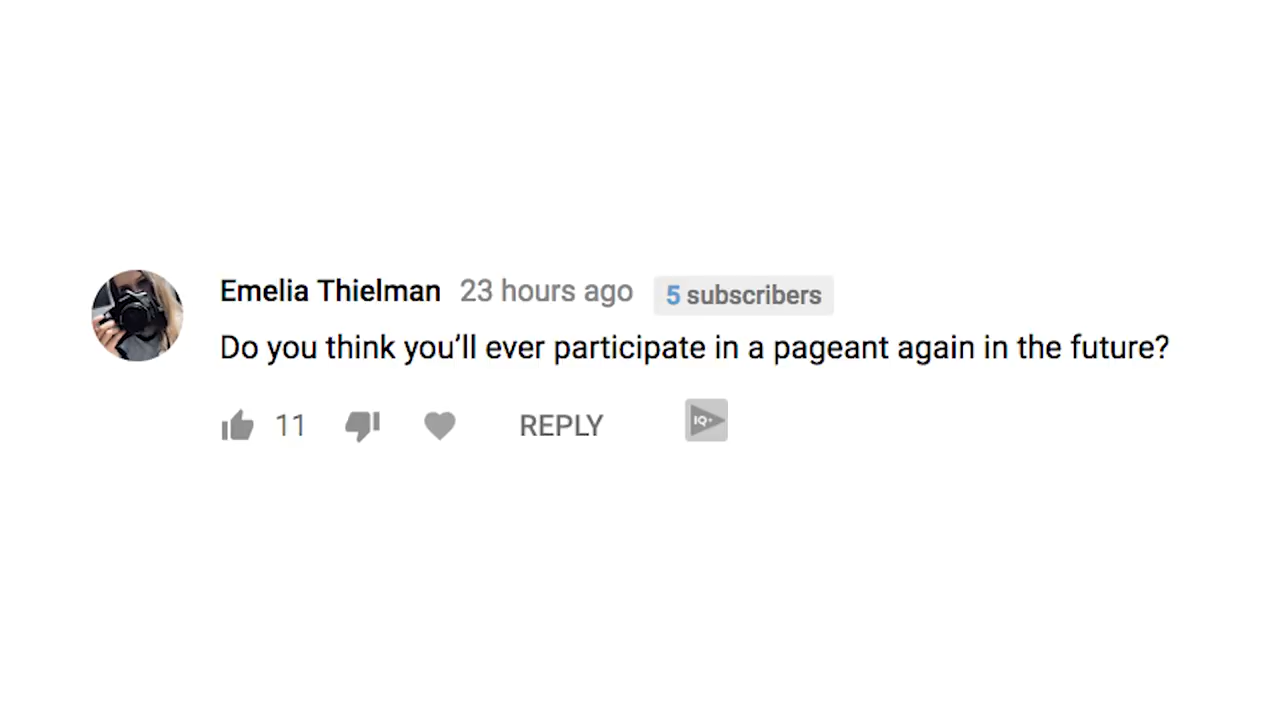 Emelia Thielman 23 hours ago 5 subscribers
Do you think you’ll ever participate in a pageant again in the future?
11 REPLY IQ+